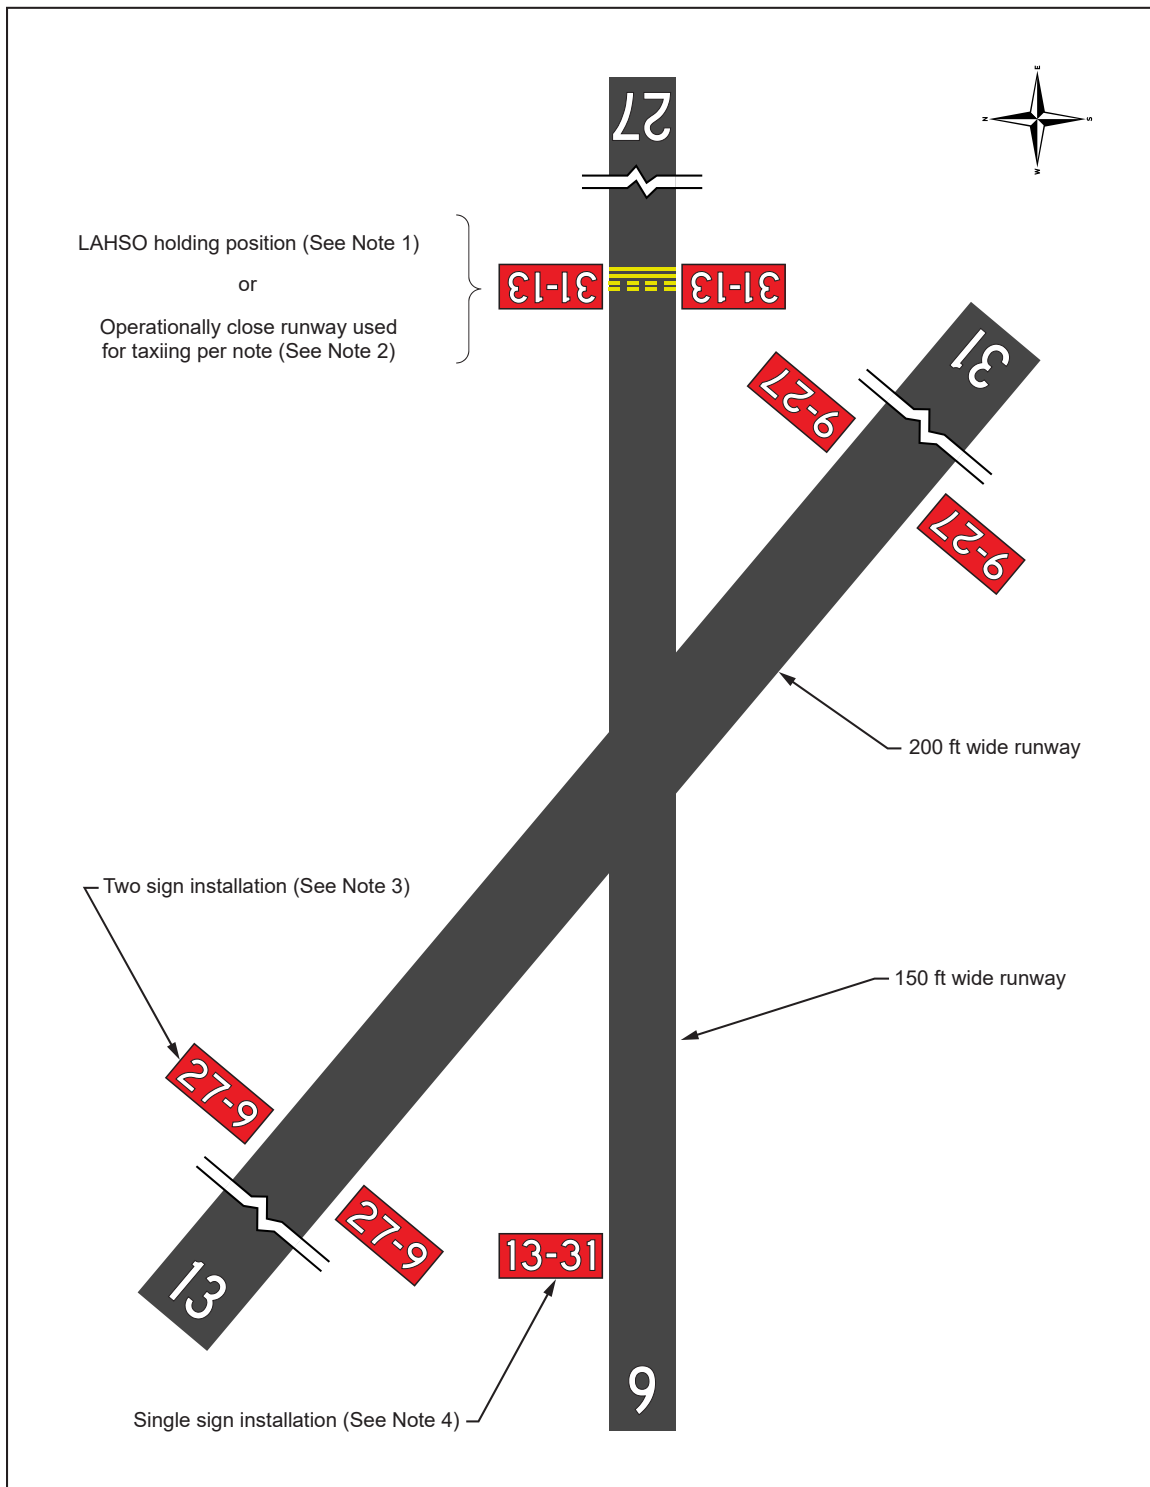 27
E
N
S
W
LAHSO holding position (See Note 1)
or
Operationally close runway used
for taxiing per note (See Note 2)
31-13
31-13
31
9-27
9-27
200 ft wide runway
Two sign installation (See Note 3)
150 ft wide runway
27-9
27-9
13-31
13
9
Single sign installation (See Note 4)